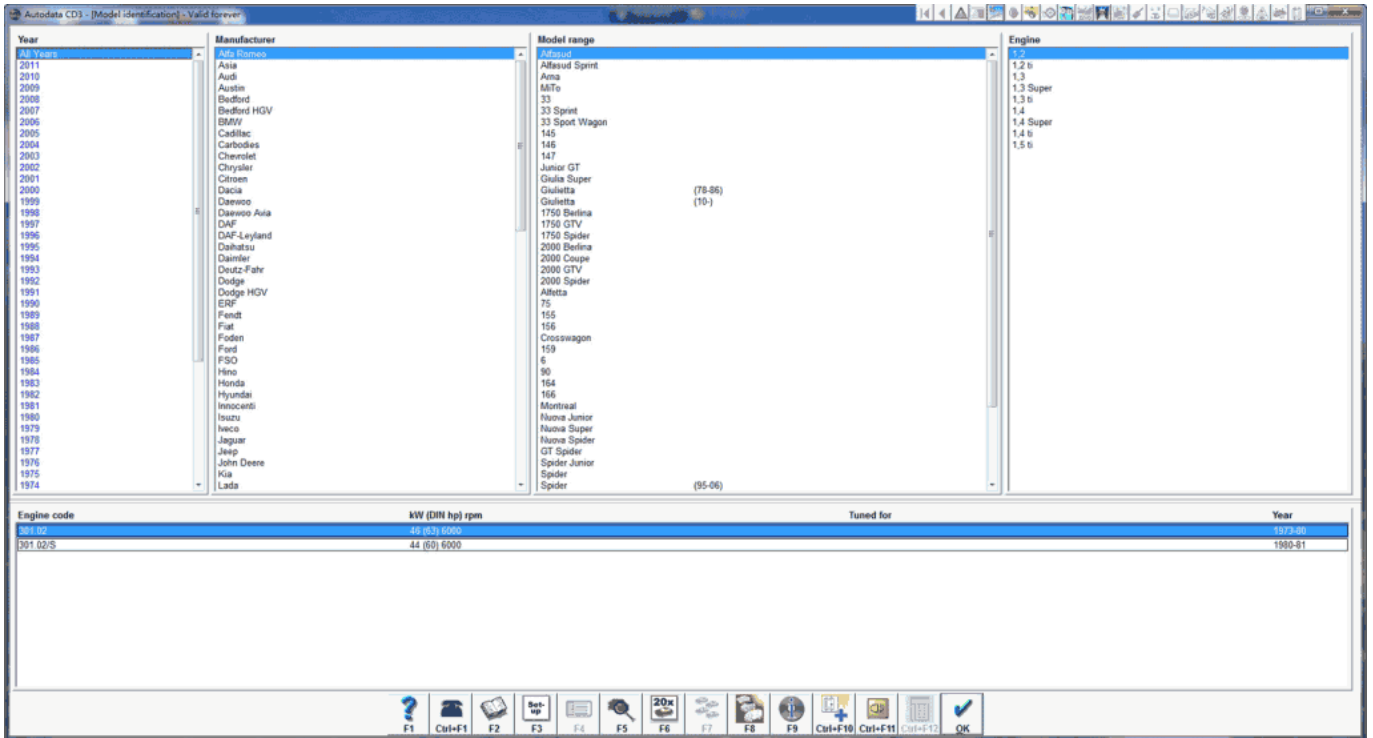 Autodata CD3 - [Model identification] - Valid forever
Year
All Years
2011
2010
2009
2008
2007
2006
2005
2004
2003
2002
2001
2000
1999
1998
1997
1996
1995
1994
1993
1992
1991
1990
1989
1988
1987
1986
1985
1984
1983
1982
1981
1980
1979
1978
1977
1976
1975
1974
Manufacturer
Alfa Romeo
Asia
Audi
Austin
Bedford
Bedford HGV
BMW
Cadillac
Carbodies
Chevrolet
Chrysler
Citroen
Dacia
Daewoo
Daewoo Avia
DAF
DAF-Leyland
Daihatsu
Daimler
Deutz-Fahr
Dodge
Dodge HGV
ERF
Fendt
Fiat
Foden
Ford
FSO
Hino
Honda
Hyundai
Innocenti
Isuzu
Iveco
Jaguar
Jeep
John Deere
Kia
Lada
Model range
Alfasud
Alfasud Sprint
Arna
MiTo
33
33 Sprint
33 Sport Wagon
145
146
147
Junior GT
Giulia Super
Giulietta (78-86)
Giulietta (10-)
1750 Berlina
1750 GTV
1750 Spider
2000 Berlina
2000 Coupe
2000 GTV
2000 Spider
Alfetta
75
155
156
Crosswagon
159
6
90
164
166
Montreal
Nuova Junior
Nuova Super
Nuova Spider
GT Spider
Spider Junior
Spider
Spider (95-06)
Engine
1,2
1,2 ti
1,3
1,3 Super
1,3 ti
1,4
1,4 Super
1,4 ti
1,5 ti
Engine code kW (DIN hp) rpm Tuned for Year
301.02 46 (63) 6000 1973-80
301.02/S 44 (60) 6000 1980-81
Set-up
20x
F1 Ctrl+F1 F2 F3 F4 F5 F6 F7 F8 F9 Ctrl+F10 Ctrl+F11 Ctrl+F12 OK